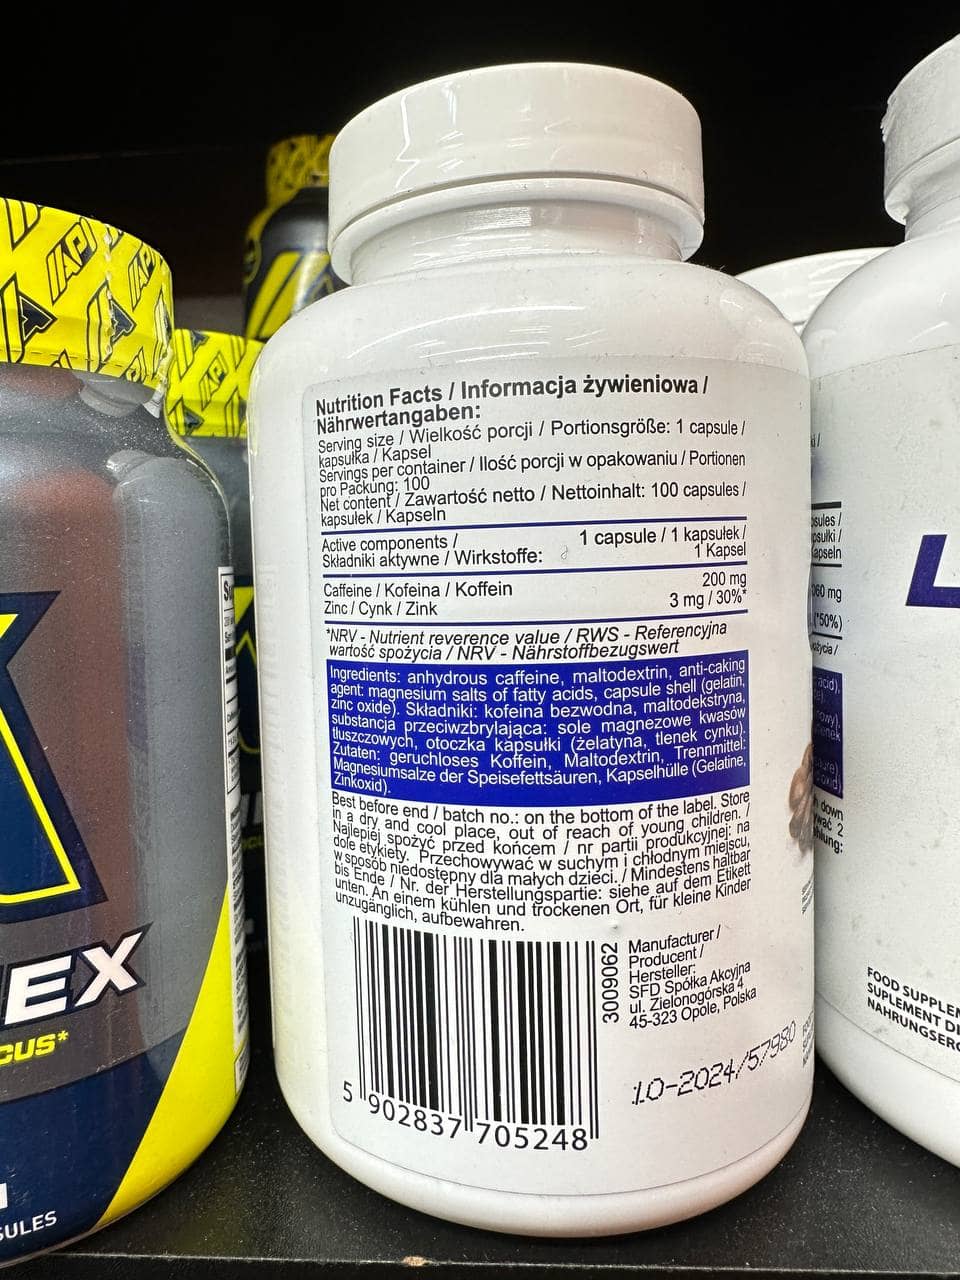 Nutrition Facts / Informacja żywieniowa /
Nährwertangaben:
Serving size / Wielkość porcji / Portionsgröße: 1 capsule /
kapsułka / Kapsel
Servings per container / Ilość porcji w opakowaniu / Portionen
pro Packung: 100
Net content / Zawartość netto / Nettoinhalt: 100 capsules /
kapsułek / Kapseln
Active components /
Składniki aktywne / Wirkstoffe:
1 capsule / 1 kapsułek /
1 Kapsel
Caffeine / Kofeina / Koffein 200 mg
Zinc / Cynk / Zink 3 mg / 30%*
*NRV - Nutrient reverence value / RWS - Referencyjna
wartość spożycia / NRV - Nährstoffbezugswert
Ingredients: anhydrous caffeine, maltodextrin, anti-caking
agent: magnesium salts of fatty acids, capsule shell (gelatin,
zinc oxide). Składniki: kofeina bezwodna, maltodekstryna,
substancja przeciwzbrylająca: sole magnezowe kwasów
tłuszczowych, otoczka kapsułki (żelatyna, tlenek cynku).
Zutaten: geruchloses Koffein, Maltodextrin, Trennmittel:
Magnesiumsalze der Speisefettsäuren, Kapselhülle (Gelatine,
Zinkoxid).
Best before end / batch no.: on the bottom of the label. Store
in a dry and cool place, out of reach of young children. /
Najlepiej spożyć przed końcem / nr partii produkcyjnej: na
dole etykiety. Przechowywać w suchym i chłodnym miejscu,
w sposób niedostępny dla małych dzieci. / Mindestens haltbar
bis Ende / Nr. der Herstellungspartie: siehe auf dem Etikett
unten. An einem kühlen und trockenen Ort, für kleine Kinder
unzugänglich, aufbewahren.
3009062
Manufacturer /
Producent /
Hersteller:
SFD Spółka Akcyjna
ul. Zielonogórska 4
45-323 Opole, Polska
10-2024/57980
5 902837 705248
API
API
API
EX
CUS*
SULES
psules /
psułki /
Kapseln
060 mg
(*50%)
FOOD SUPPLEM
SUPLEMENT DI
NAHRUNGSERG